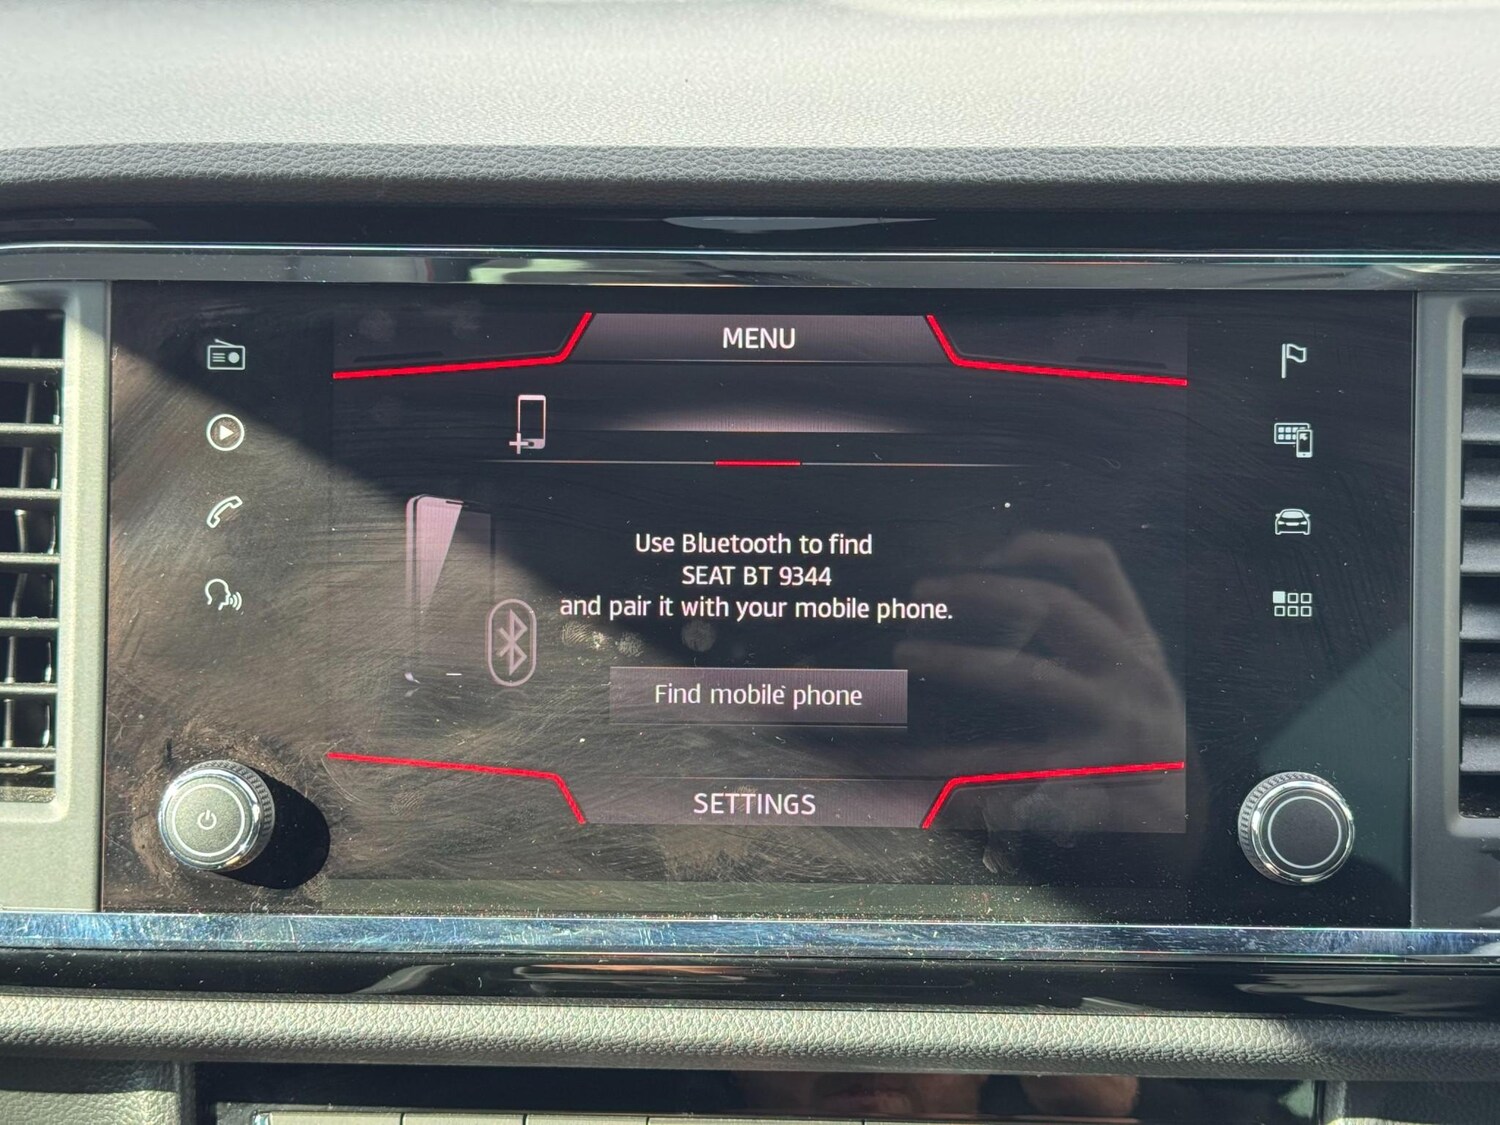 MENU
Use Bluetooth to find
SEAT BT 9344
and pair it with your mobile phone.
Find mobile phone
SETTINGS